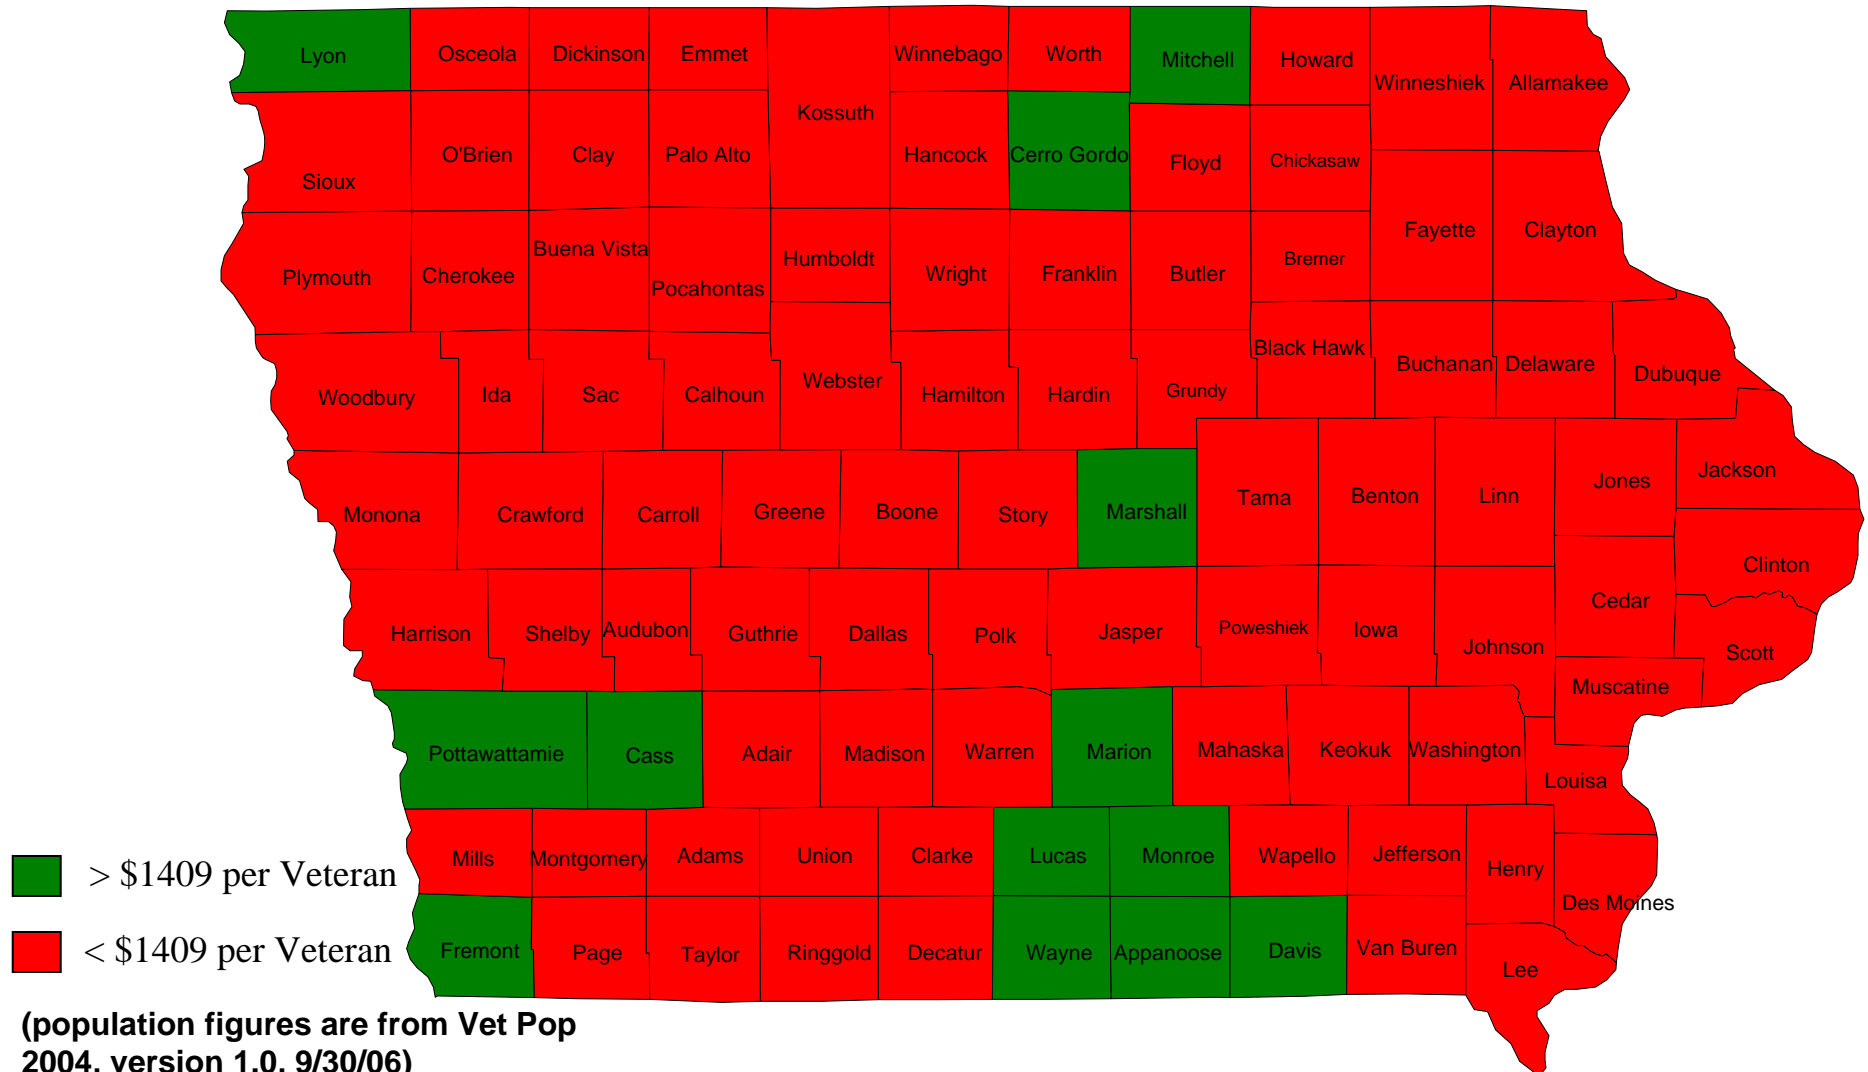 Lyon
Osceola
Dickinson
Emmet
Winnebago
Worth
Mitchell
Howard
Winneshiek
Allamakee
Kossuth
Sioux
O'Brien
Clay
Palo Alto
Hancock
Cerro Gordo
Floyd
Chickasaw
Fayette
Clayton
Plymouth
Cherokee
Buena Vista
Pocahontas
Humboldt
Wright
Franklin
Butler
Bremer
Woodbury
Ida
Sac
Calhoun
Webster
Hamilton
Hardin
Grundy
Black Hawk
Buchanan
Delaware
Dubuque
Monona
Crawford
Carroll
Greene
Boone
Story
Marshall
Tama
Benton
Linn
Jones
Jackson
Clinton
Cedar
Harrison
Shelby
Audubon
Guthrie
Dallas
Polk
Jasper
Poweshiek
Iowa
Johnson
Scott
Muscatine
Pottawattamie
Cass
Adair
Madison
Warren
Marion
Mahaska
Keokuk
Washington
Louisa
Mills
Montgomery
Adams
Union
Clarke
Lucas
Monroe
Wapello
Jefferson
Henry
Des Moines
Fremont
Page
Taylor
Ringgold
Decatur
Wayne
Appanoose
Davis
Van Buren
Lee
> $1409 per Veteran
< $1409 per Veteran
(population figures are from Vet Pop
2004, version 1.0, 9/30/06)